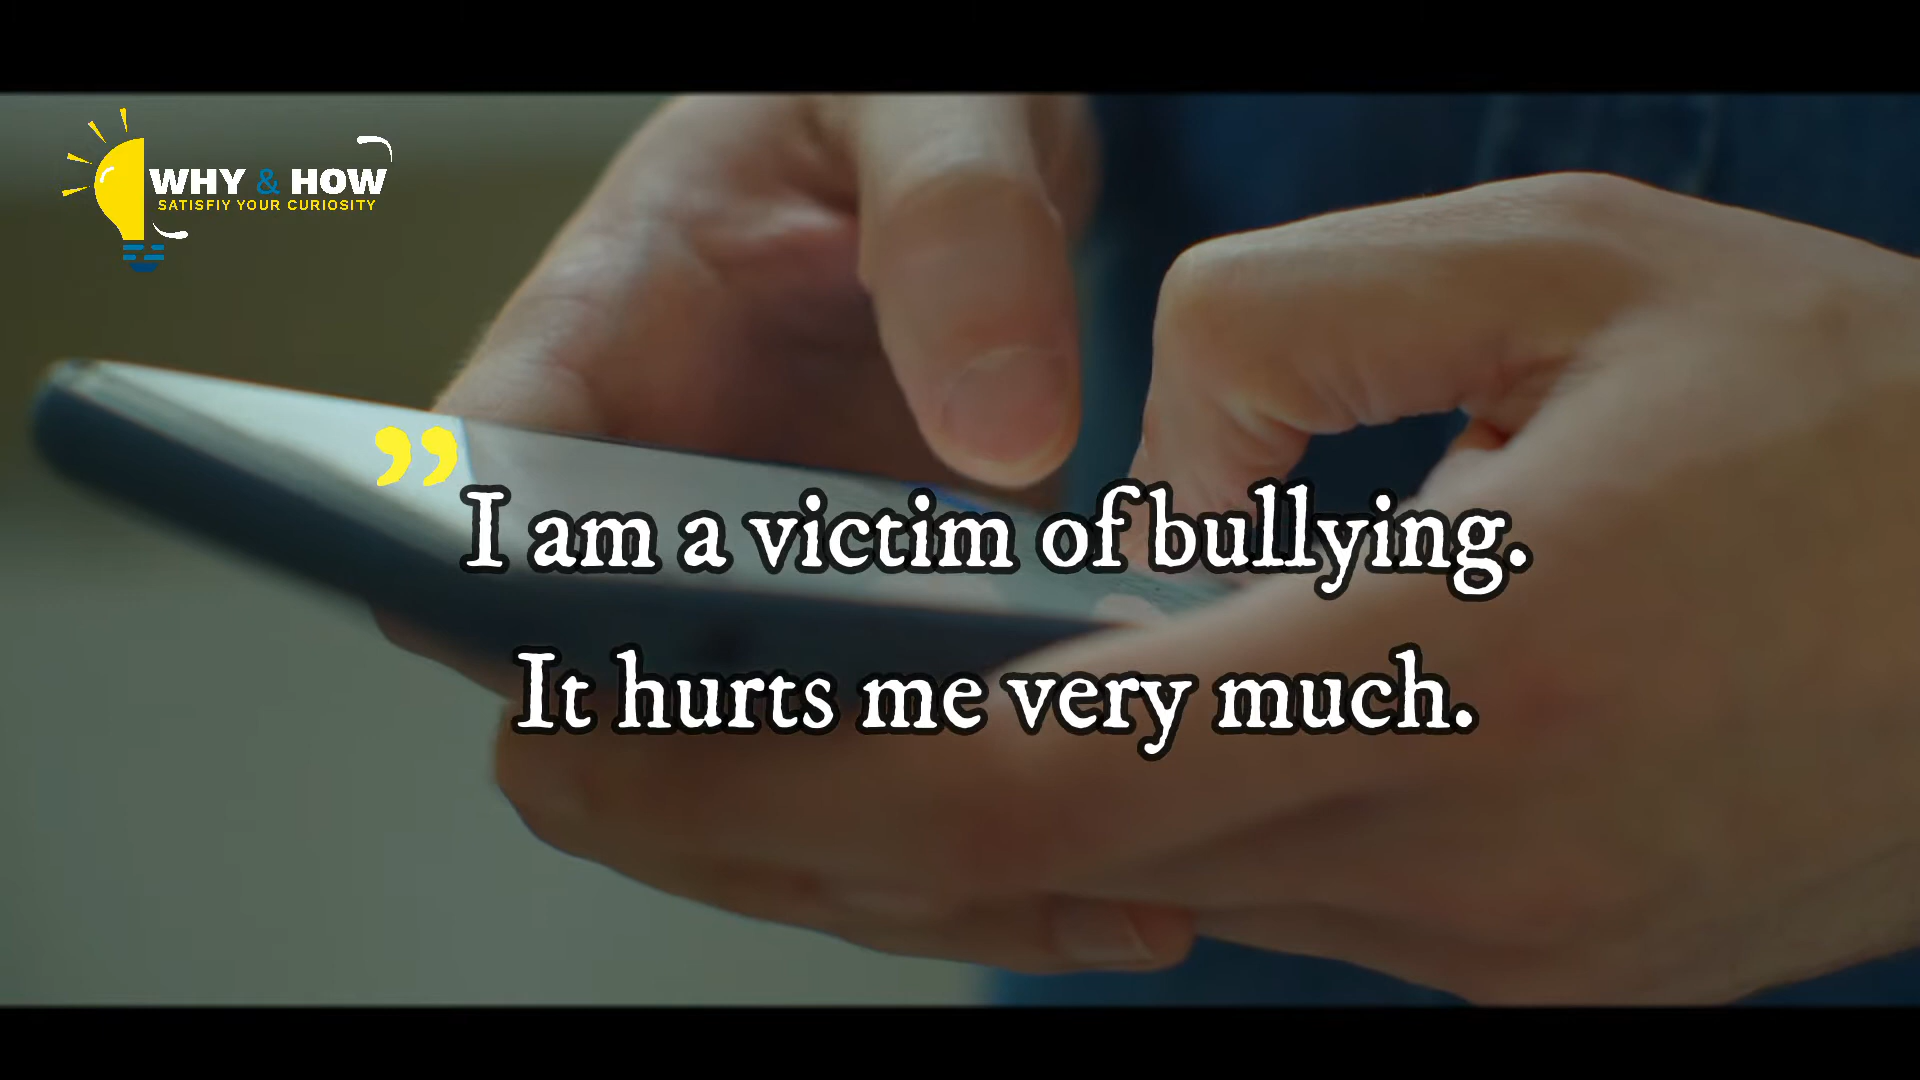 WHY & HOW
SATISFIY YOUR CURIOSITY
”
I am a victim of bullying.
It hurts me very much.